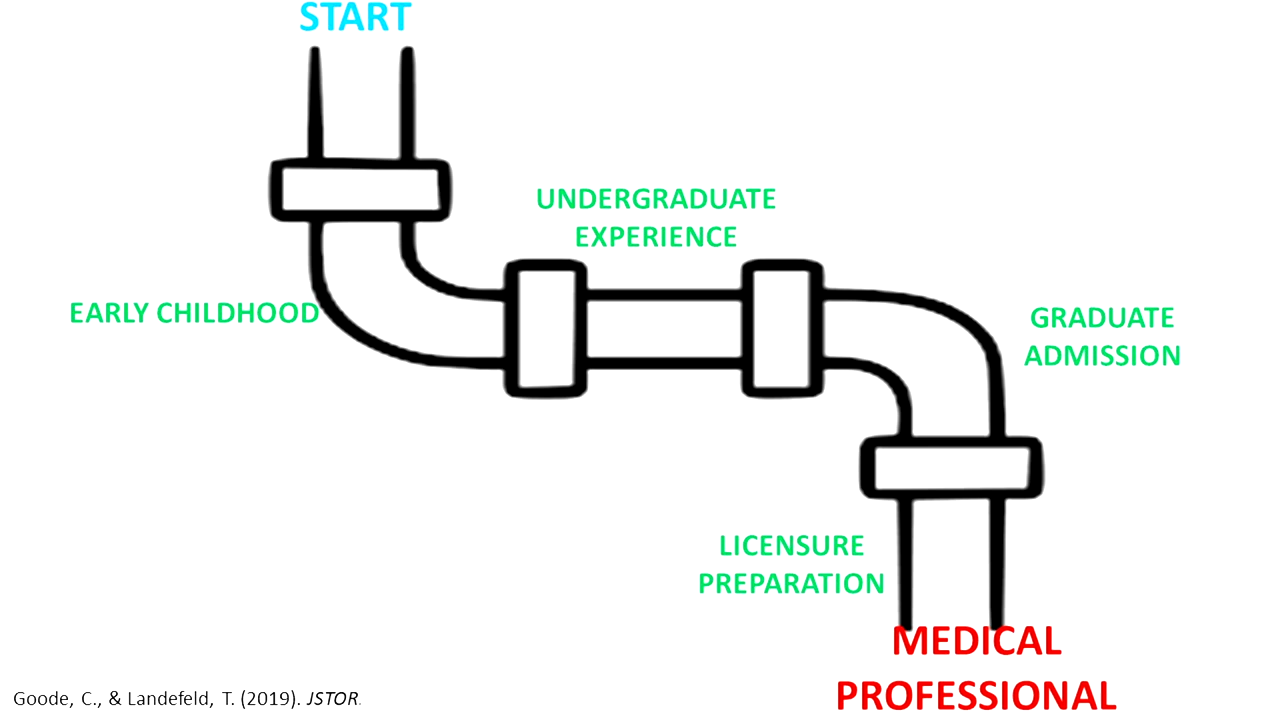 START
UNDERGRADUATE
EXPERIENCE
EARLY CHILDHOOD
GRADUATE
ADMISSION
LICENSURE
PREPARATION
MEDICAL
PROFESSIONAL
Goode, C., & Landefeld, T. (2019). JSTOR.